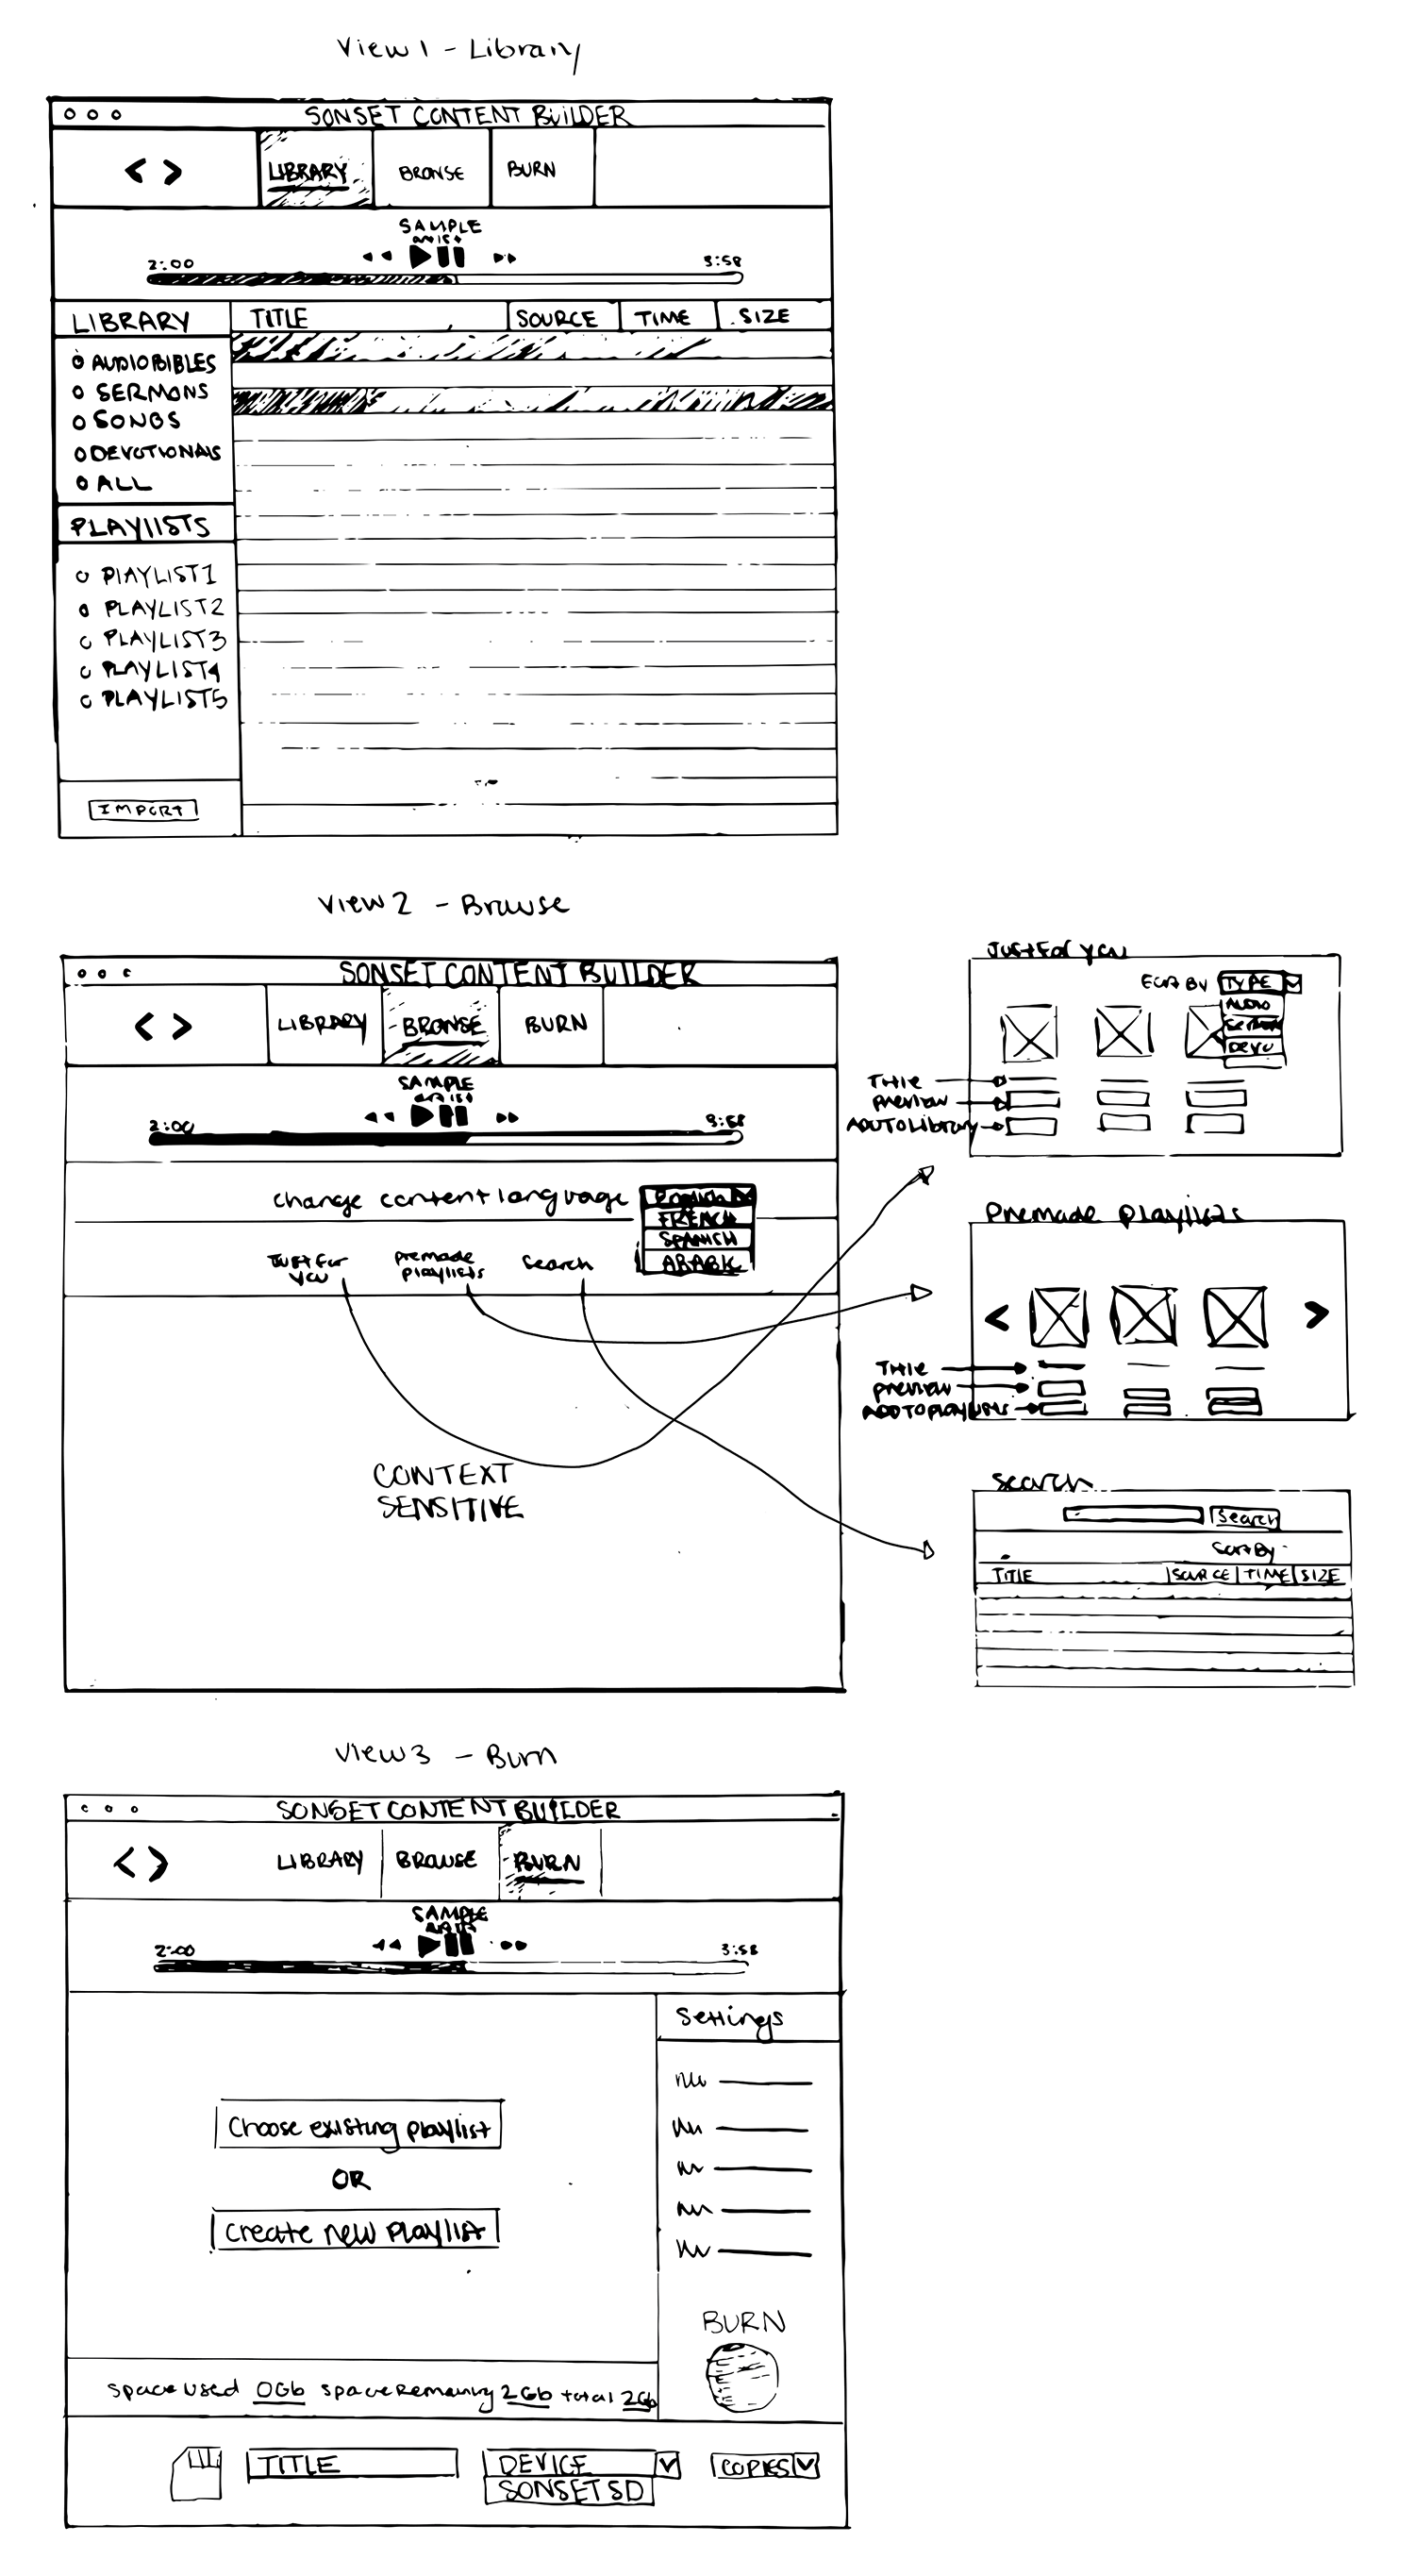 View 1 - Library
SONSET CONTENT BUILDER
< >
LIBRARY
BROWSE
BURN
SAMPLE
artist
2:00
3:58
LIBRARY
TITLE
SOURCE
TIME
SIZE
AUDIO BIBLES
SERMONS
SONGS
DEVOTIONALS
ALL
PLAYLISTS
PLAYLIST1
PLAYLIST2
PLAYLIST3
PLAYLIST4
PLAYLIST5
IMPORT
View 2 - Browse
SONSET CONTENT BUILDER
< >
LIBRARY
BROWSE
BURN
SAMPLE
artist
2:00
3:58
change content language
English
FRENCH
SPANISH
ARABIC
Just for
you
premade
playlists
search
CONTEXT
SENSITIVE
Just For you
SORT BY
TYPE
AUDIO
SERMON
DEVO
Title
preview
ADD TO Library
Premade playlists
< >
Title
preview
ADD TO playlists
search
Search
Sort By
TITLE
SOURCE
TIME
SIZE
View 3 - Burn
SONSET CONTENT BUILDER
< >
LIBRARY
BROWSE
BURN
SAMPLE
artist
2:00
3:58
Settings
Choose existing playlist
OR
Create new Playlist
BURN
space used 0Gb space Remaining 2Gb total 2Gb
TITLE
DEVICE
SONSET SD
COPIES